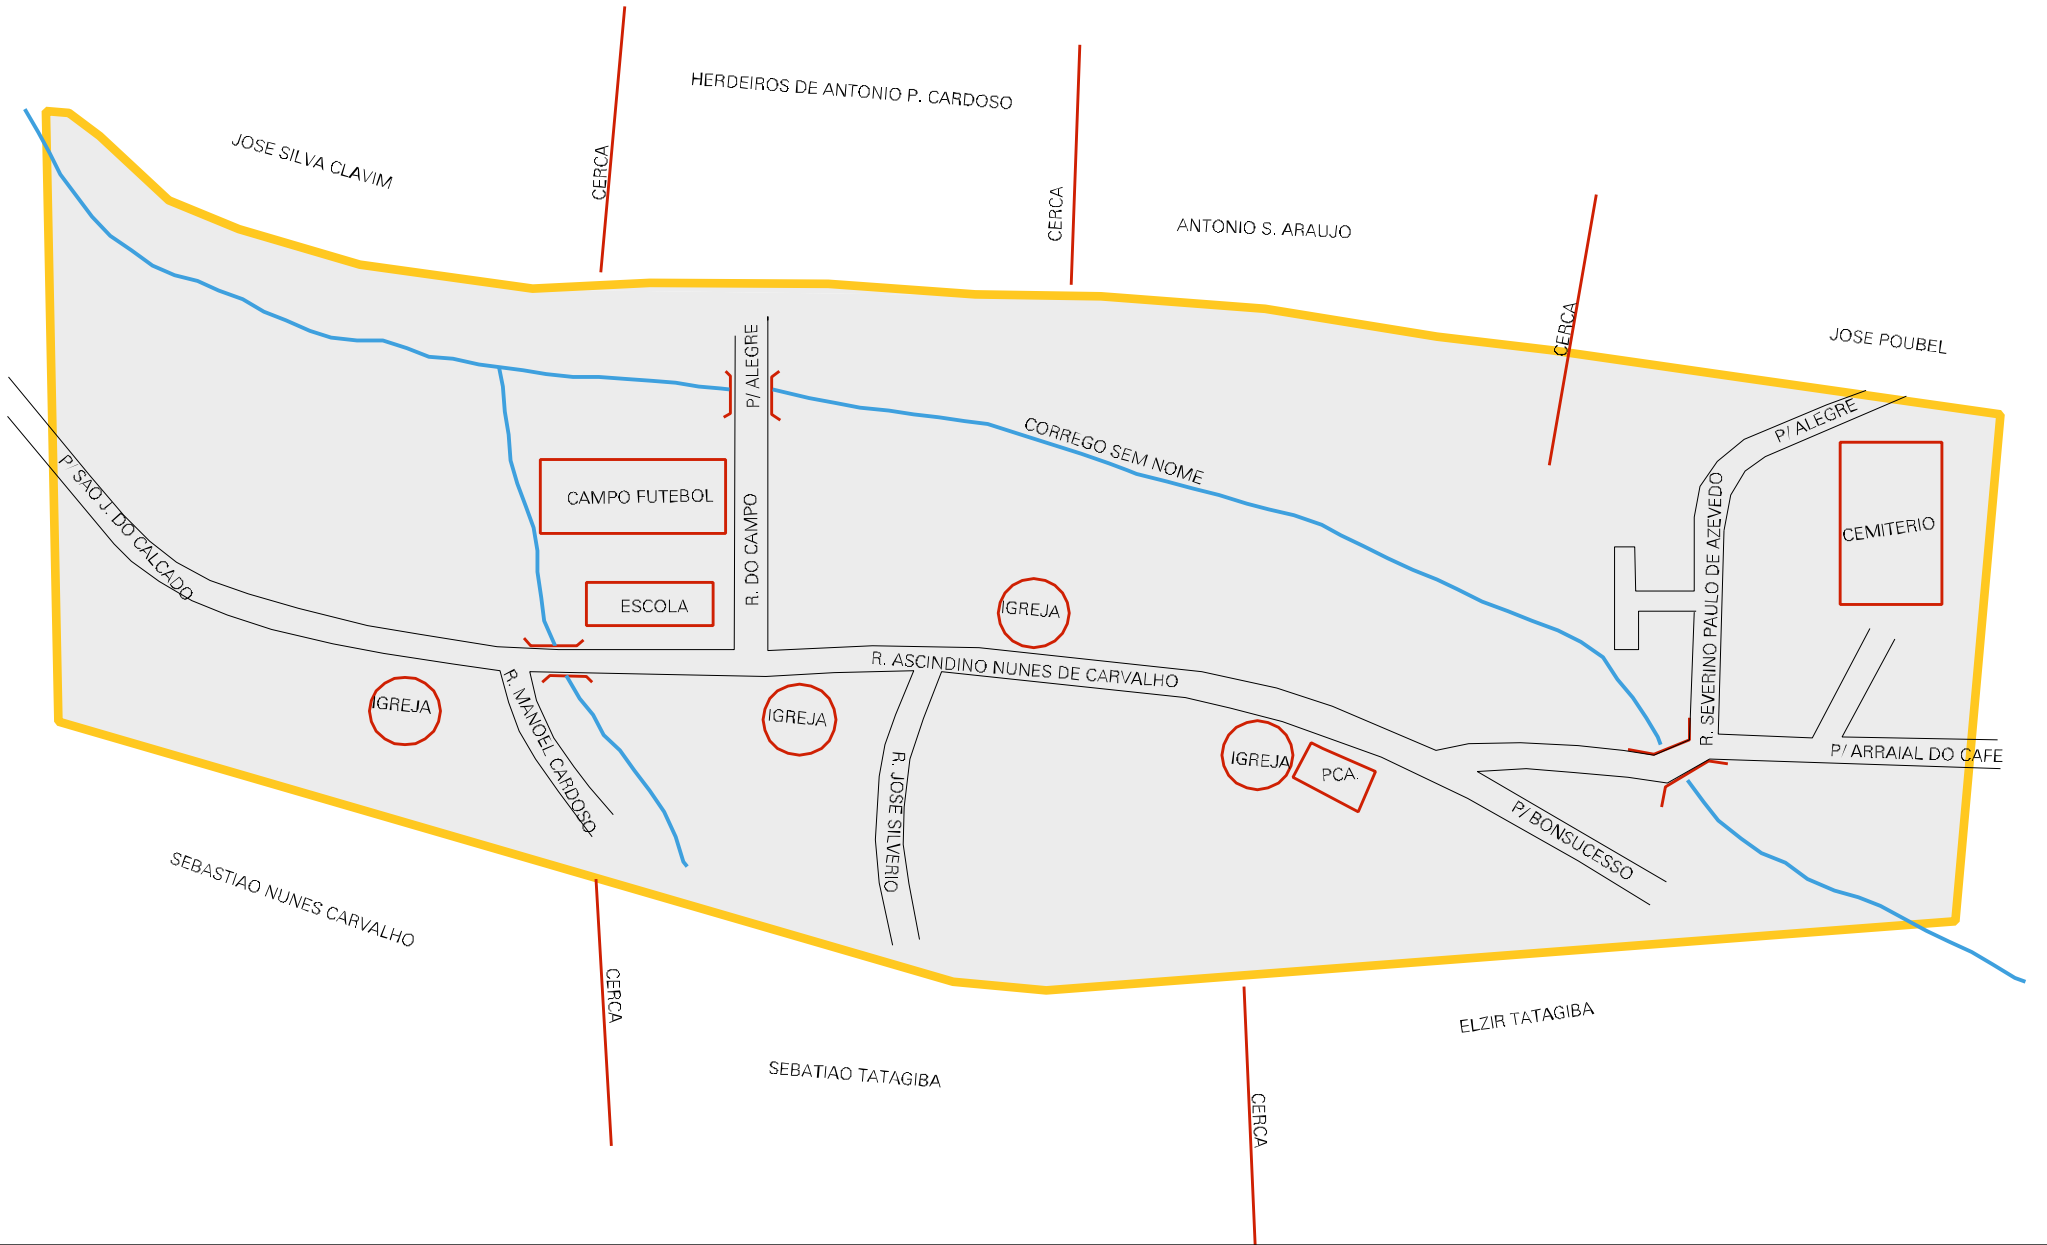 HERDEIROS DE ANTONIO P. CARDOSO
JOSE SILVA CLAVIM
CERCA
CERCA
ANTONIO S. ARAUJO
CERCA
JOSE POUBEL
P/ ALEGRE
P/ ALEGRE
CORREGO SEM NOME
P/ SAO J. DO CALCADO
CAMPO FUTEBOL
R. DO CAMPO
ESCOLA
IGREJA
R. SEVERINO PAULO DE AZEVEDO
CEMITERIO
R. ASCINDINO NUNES DE CARVALHO
IGREJA
R. MANOEL CARDOSO
IGREJA
R. JOSE SILVERIO
IGREJA
PCA.
P/ ARRAIAL DO CAFE
P/ BONSUCESSO
SEBASTIAO NUNES CARVALHO
CERCA
SEBATIAO TATAGIBA
ELZIR TATAGIBA
CERCA